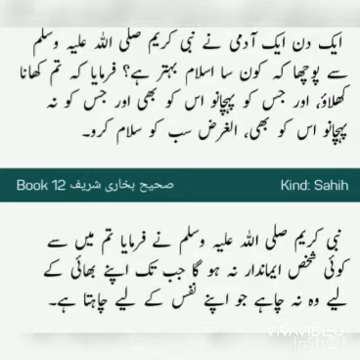 ایک دن ایک آدمی نے نبی کریم صلی اللہ علیہ وسلم
سے پوچھا کہ کون سا اسلام بہتر ہے؟ فرمایا کہ تم کھانا
کھلاؤ، اور جس کو پہچانو اس کو بھی اور جس کو نہ
پہچانو اس کو بھی، الغرض سب کو سلام کرو۔
Book 12 صحیح بخاری شریف Kind: Sahih
نبی کریم صلی اللہ علیہ وسلم نے فرمایا تم میں سے
کوئی شخص ایماندار نہ ہو گا جب تک اپنے بھائی کے
لیے وہ نہ چاہے جو اپنے نفس کے لیے چاہتا ہے۔
VIVAVIDEO